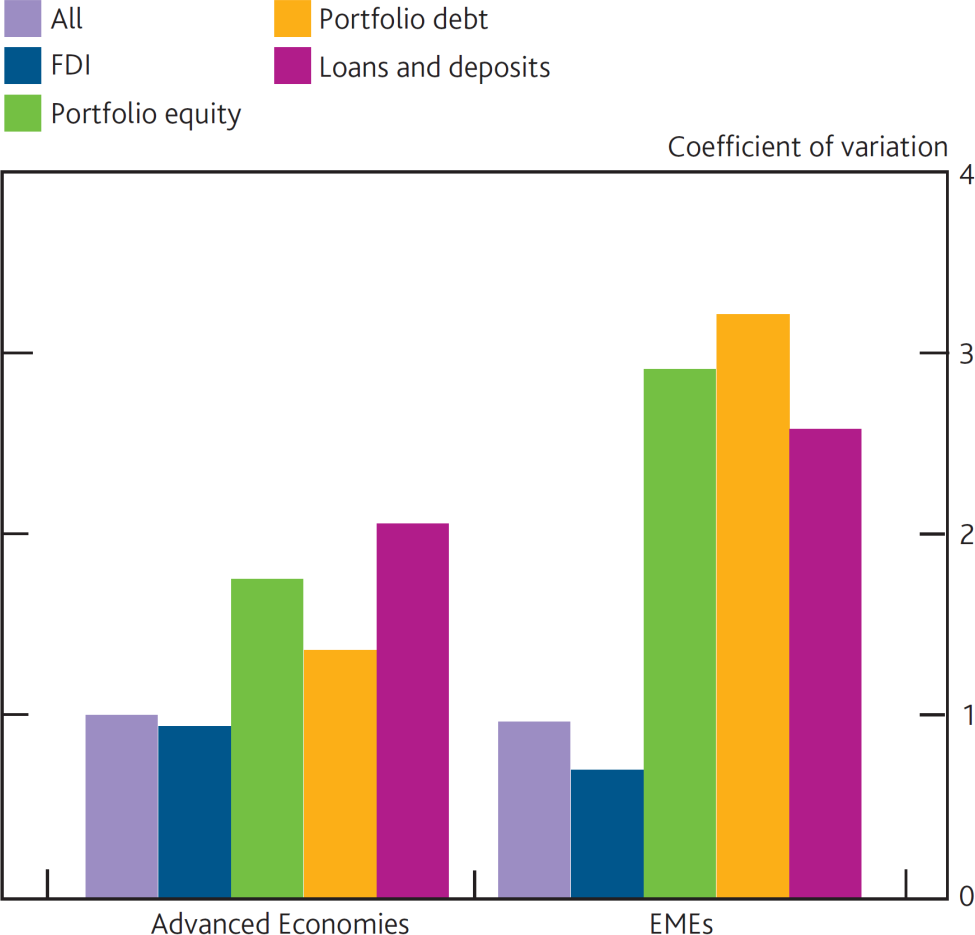 All
FDI
Portfolio equity
Portfolio debt
Loans and deposits
Coefficient of variation
4
3
2
1
0
Advanced Economies
EMEs